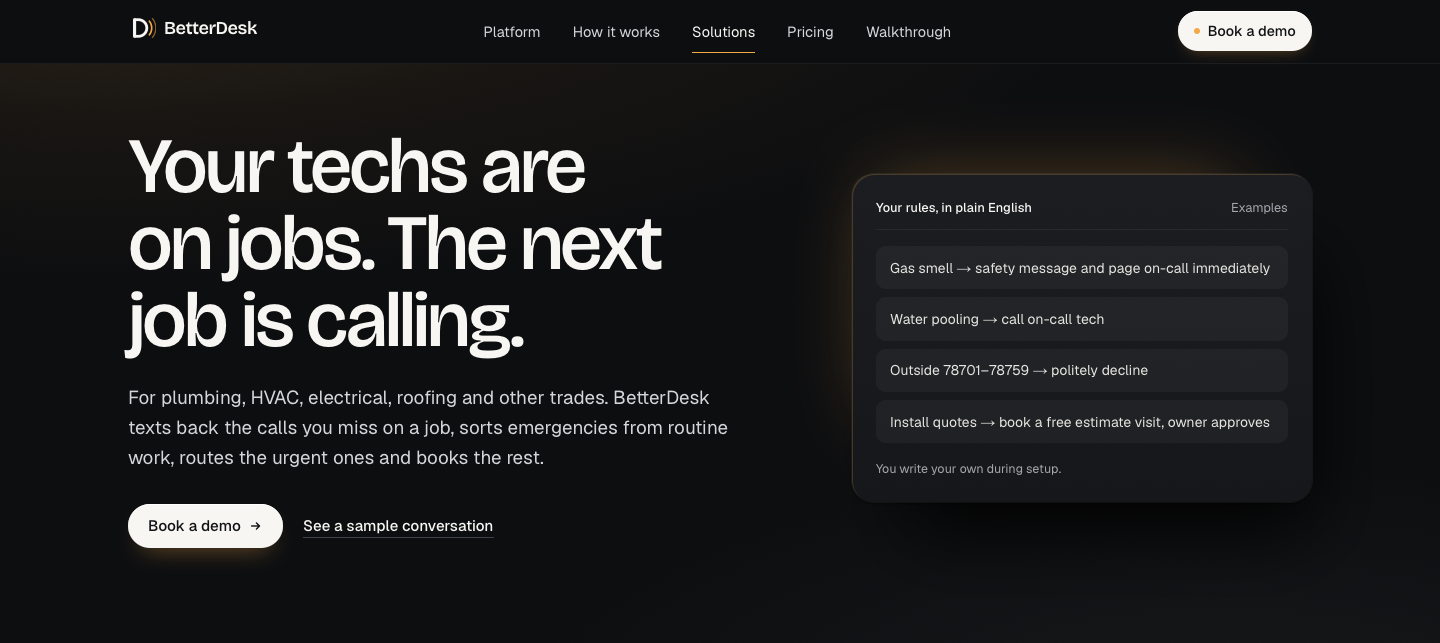 BetterDesk
Platform
How it works
Solutions
Pricing
Walkthrough
Book a demo
Your techs are
on jobs. The next
job is calling.
For plumbing, HVAC, electrical, roofing and other trades. BetterDesk
texts back the calls you miss on a job, sorts emergencies from routine
work, routes the urgent ones and books the rest.
Book a demo →
See a sample conversation
Your rules, in plain English
Examples
Gas smell → safety message and page on-call immediately
Water pooling → call on-call tech
Outside 78701–78759 → politely decline
Install quotes → book a free estimate visit, owner approves
You write your own during setup.